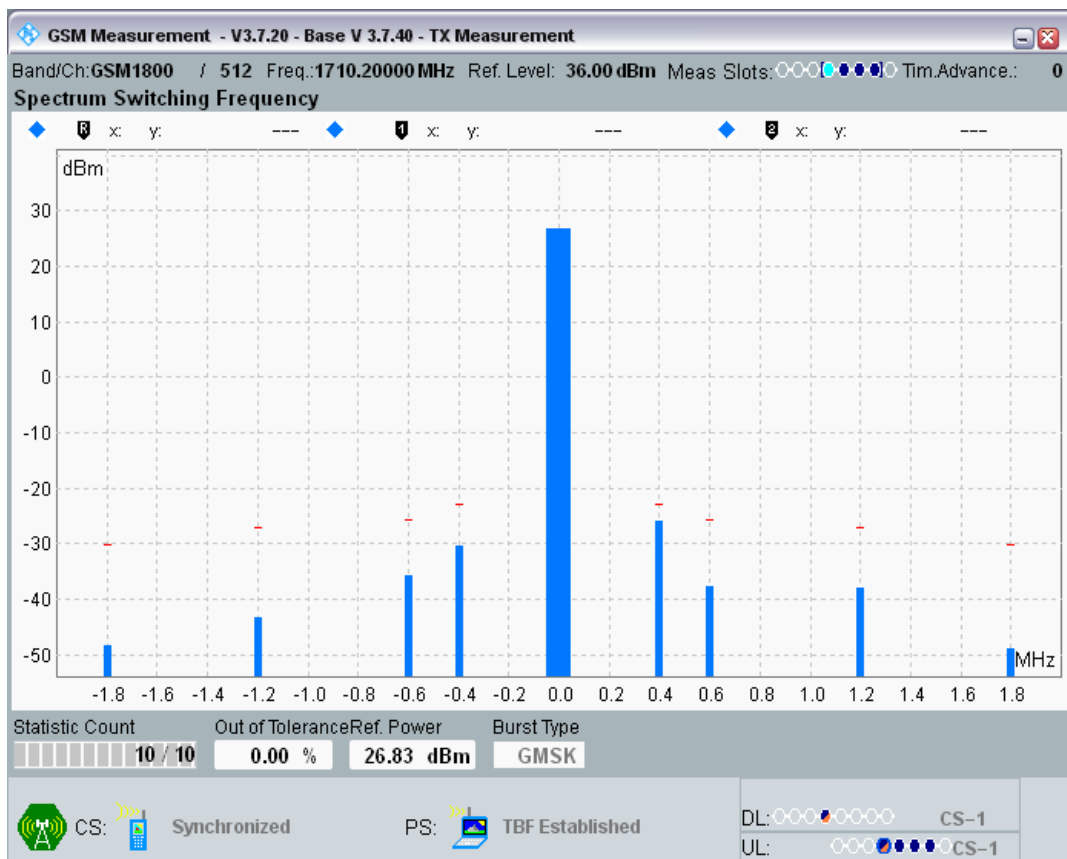 GSM Measurement - V3.7.20 - Base V 3.7.40 - TX Measurement
Band/Ch:GSM1800 / 512 Freq.:1710.20000 MHz Ref. Level: 36.00 dBm Meas Slots: Tim.Advance.: 0
Spectrum Switching Frequency
R x: y: --- 1 x: y: --- 2 x: y: ---
dBm
30
20
10
0
-10
-20
-30
-40
-50
MHz
-1.8 -1.6 -1.4 -1.2 -1.0 -0.8 -0.6 -0.4 -0.2 0.0 0.2 0.4 0.6 0.8 1.0 1.2 1.4 1.6 1.8
Statistic Count Out of Tolerance Ref. Power Burst Type
10 / 10 0.00 % 26.83 dBm GMSK
CS: Synchronized PS: TBF Established
DL: CS-1
UL: CS-1